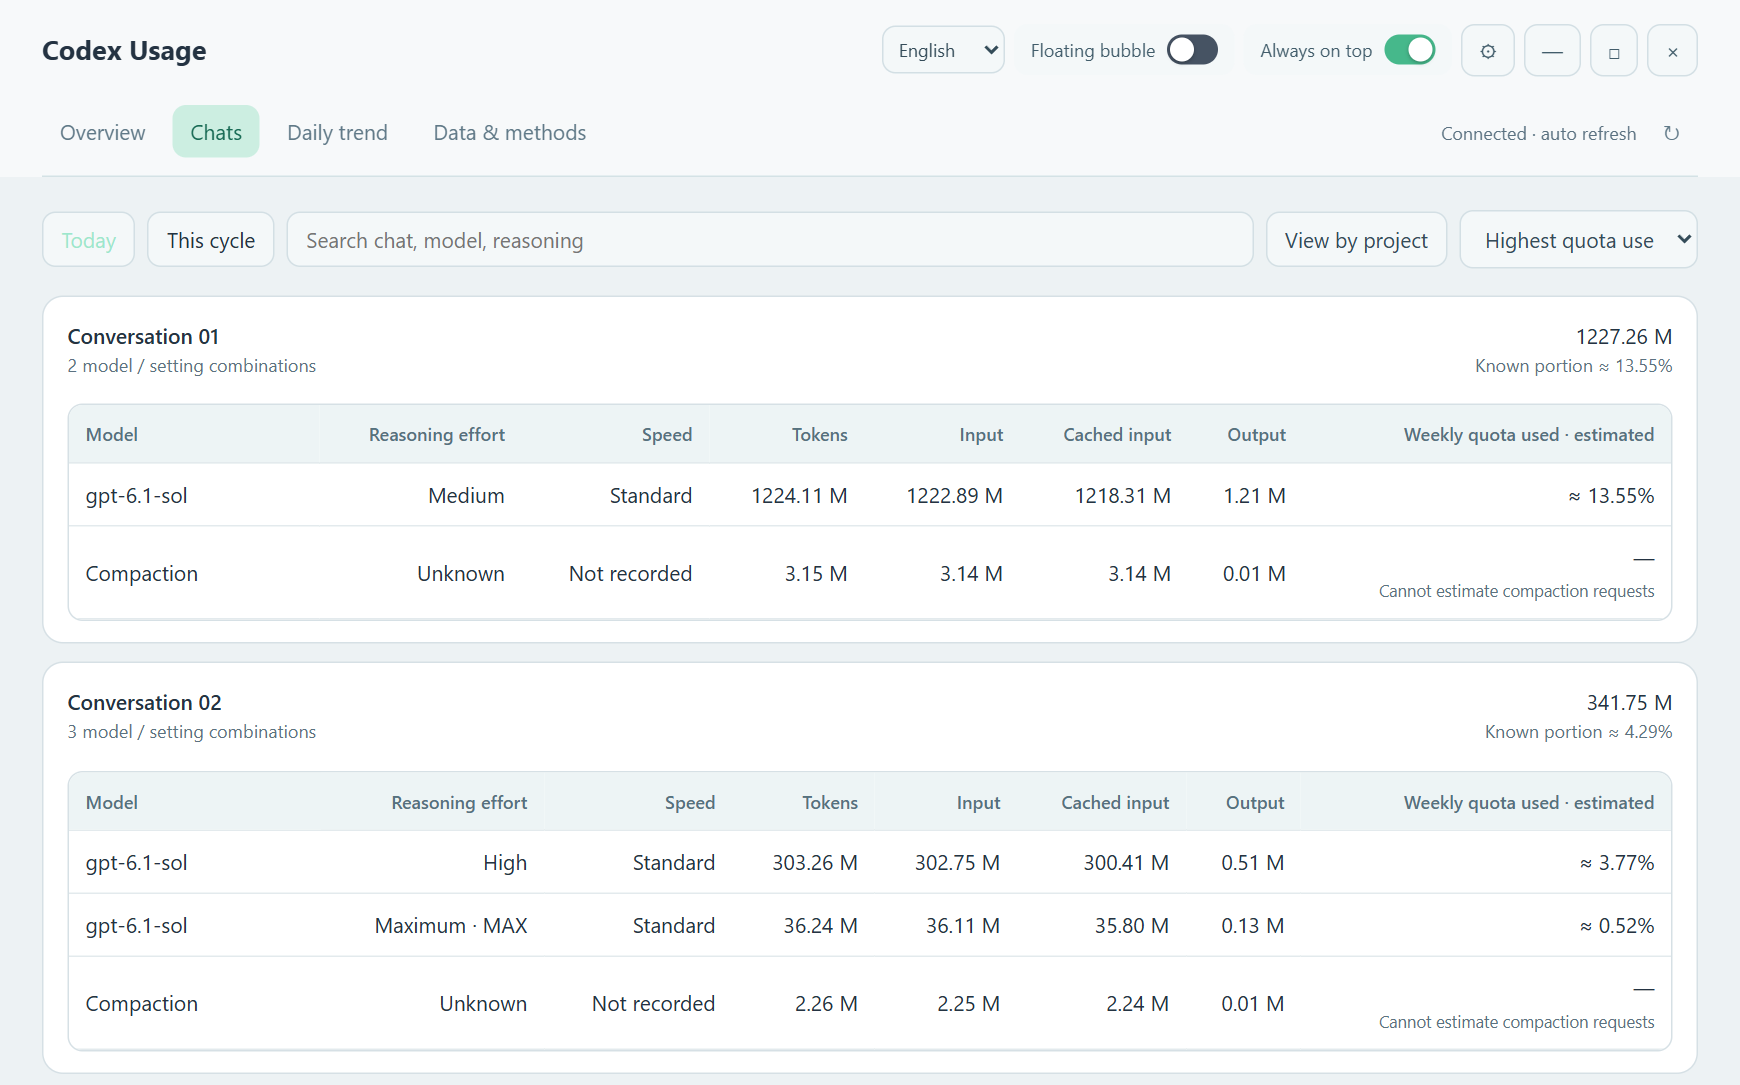 Codex Usage
English
Floating bubble
Always on top
Overview
Chats
Daily trend
Data & methods
Connected · auto refresh
Today
This cycle
Search chat, model, reasoning
View by project
Highest quota use
Conversation 01
1227.26 M
2 model / setting combinations
Known portion ≈ 13.55%
Model Reasoning effort Speed Tokens Input Cached input Output Weekly quota used · estimated
gpt-6.1-sol Medium Standard 1224.11 M 1222.89 M 1218.31 M 1.21 M ≈ 13.55%
Compaction Unknown Not recorded 3.15 M 3.14 M 3.14 M 0.01 M —
Cannot estimate compaction requests
Conversation 02
341.75 M
3 model / setting combinations
Known portion ≈ 4.29%
Model Reasoning effort Speed Tokens Input Cached input Output Weekly quota used · estimated
gpt-6.1-sol High Standard 303.26 M 302.75 M 300.41 M 0.51 M ≈ 3.77%
gpt-6.1-sol Maximum · MAX Standard 36.24 M 36.11 M 35.80 M 0.13 M ≈ 0.52%
Compaction Unknown Not recorded 2.26 M 2.25 M 2.24 M 0.01 M —
Cannot estimate compaction requests